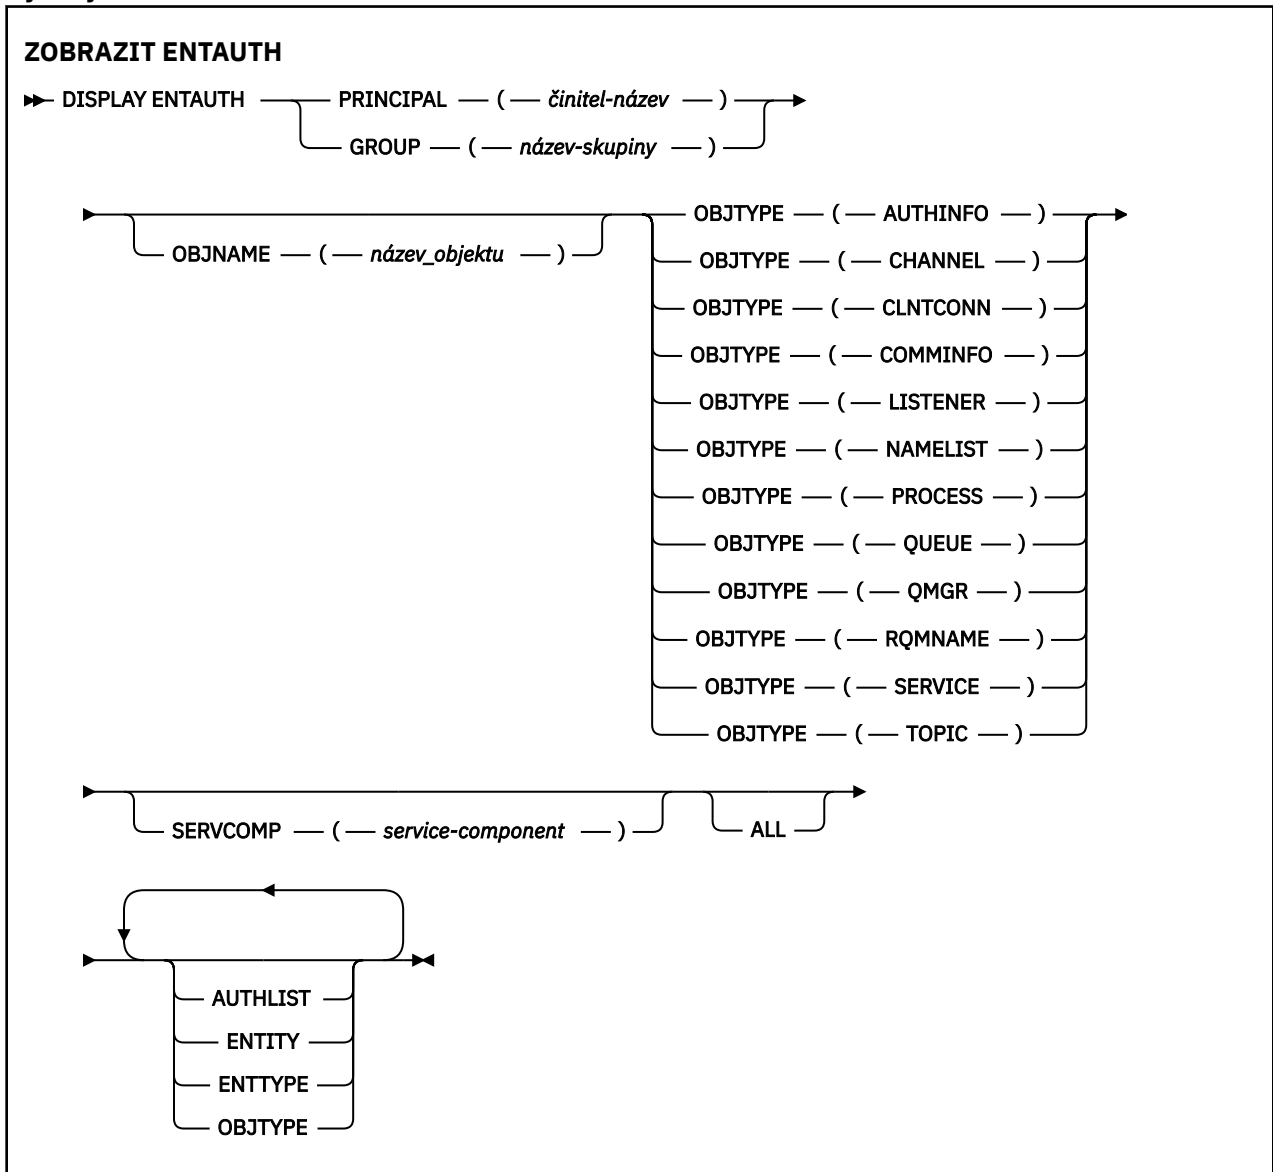 ZOBRAZIT ENTAUTH
DISPLAY ENTAUTH PRINCIPAL ( činitel-název )
GROUP ( název-skupiny )
OBJNAME ( název_objektu )
OBJTYPE ( AUTHINFO )
OBJTYPE ( CHANNEL )
OBJTYPE ( CLNTCONN )
OBJTYPE ( COMMINFO )
OBJTYPE ( LISTENER )
OBJTYPE ( NAMELIST )
OBJTYPE ( PROCESS )
OBJTYPE ( QUEUE )
OBJTYPE ( QMGR )
OBJTYPE ( RQMNAME )
OBJTYPE ( SERVICE )
OBJTYPE ( TOPIC )
SERVCOMP ( service-component )
ALL
AUTHLIST
ENTITY
ENTTYPE
OBJTYPE